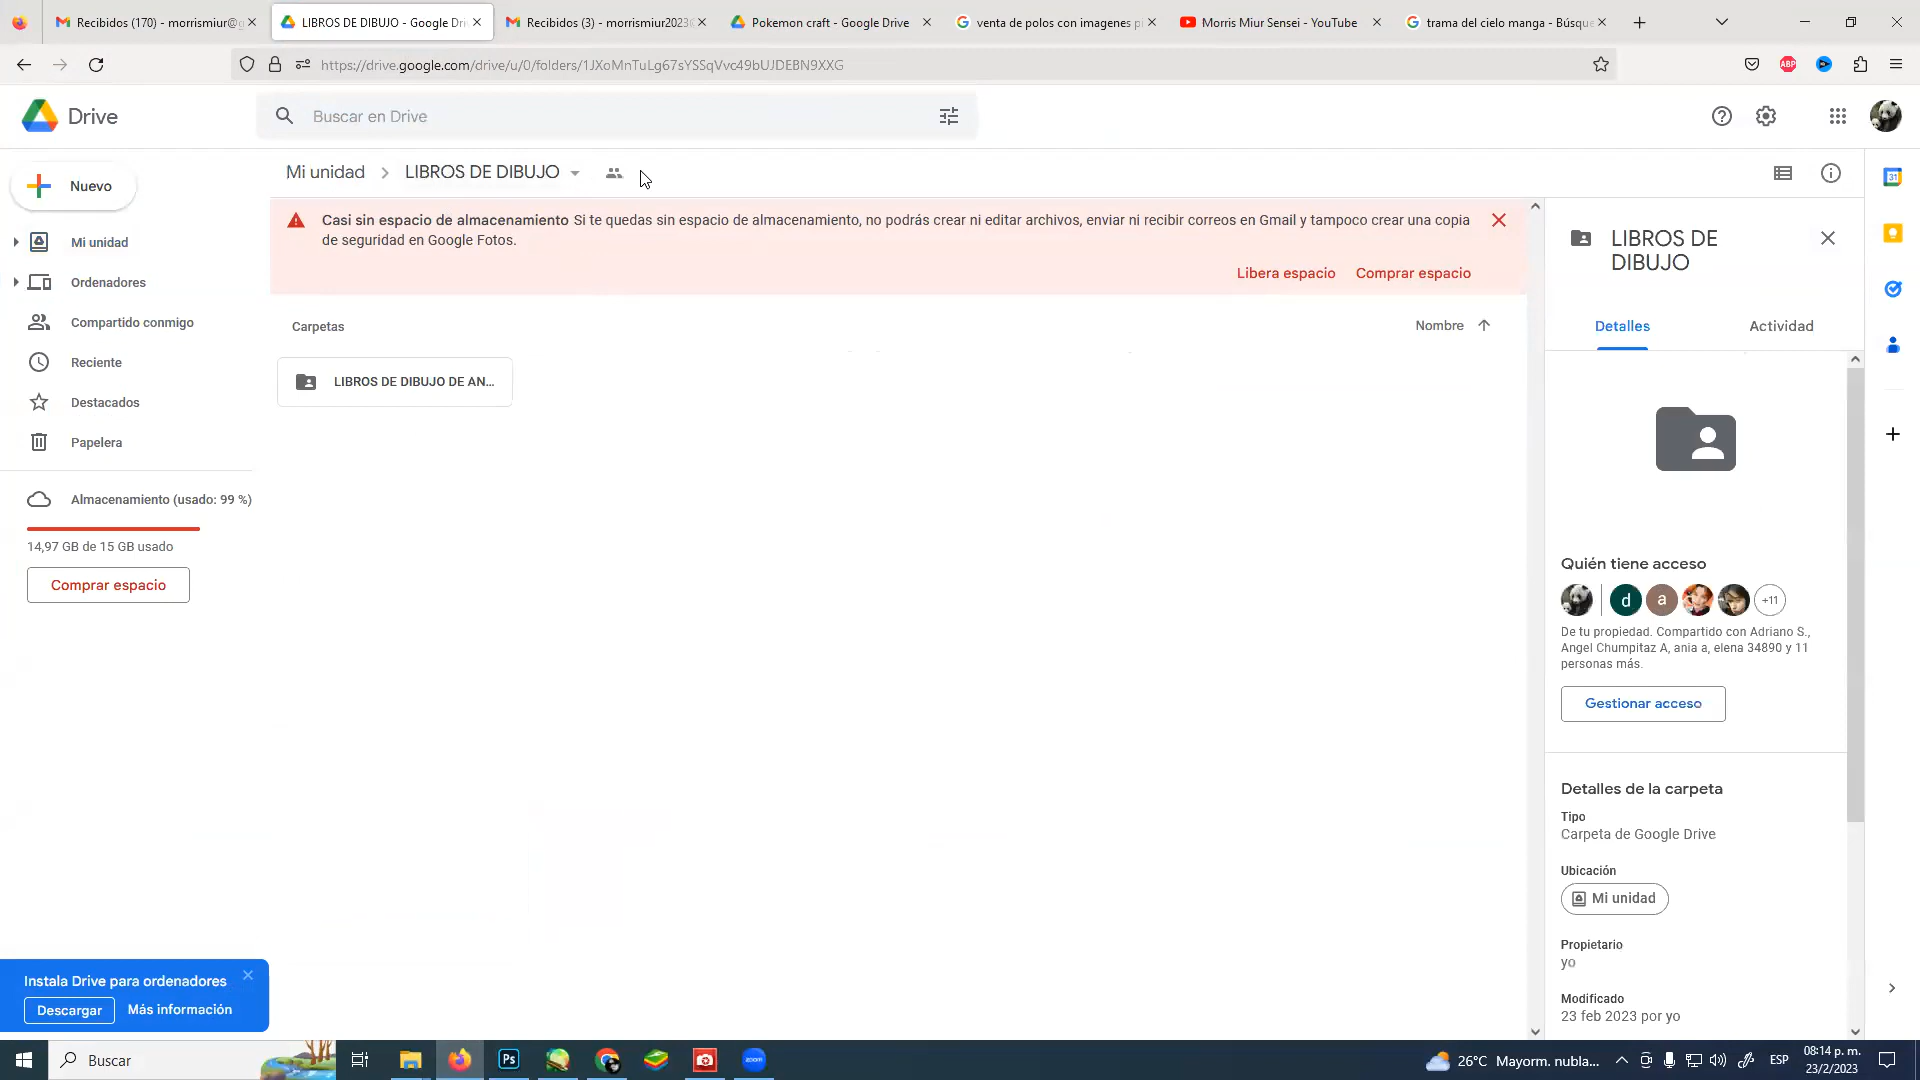 Recibidos (170) - morrismiur@g
LIBROS DE DIBUJO - Google Dri
Recibidos (3) - morrismiur2023@
Pokemon craft - Google Drive
venta de polos con imagenes p
Morris Miur Sensei - YouTube
trama del cielo manga - Búsque
https://drive.google.com/drive/u/0/folders/1JXoMnTuLg67sYSSqVvc49bUJDEBN9XXG
ABP
Drive
Buscar en Drive
Nuevo
Mi unidad
LIBROS DE DIBUJO
31
Casi sin espacio de almacenamiento Si te quedas sin espacio de almacenamiento, no podrás crear ni editar archivos, enviar ni recibir correos en Gmail y tampoco crear una copia
de seguridad en Google Fotos.
Libera espacio
Comprar espacio
Mi unidad
Ordenadores
Compartido conmigo
Reciente
Destacados
Papelera
Almacenamiento (usado: 99 %)
14,97 GB de 15 GB usado
Comprar espacio
Carpetas
Nombre
LIBROS DE DIBUJO DE AN...
LIBROS DE
DIBUJO
Detalles
Actividad
Quién tiene acceso
d
a
+11
De tu propiedad. Compartido con Adriano S.,
Angel Chumpitaz A, ania a, elena 34890 y 11
personas más.
Gestionar acceso
Detalles de la carpeta
Tipo
Carpeta de Google Drive
Ubicación
Mi unidad
Propietario
yo
Modificado
23 feb 2023 por yo
Instala Drive para ordenadores
Descargar
Más información
Buscar
Ps
zoom
26°C
Mayorm. nubla...
ESP
08:14 p. m.
23/2/2023